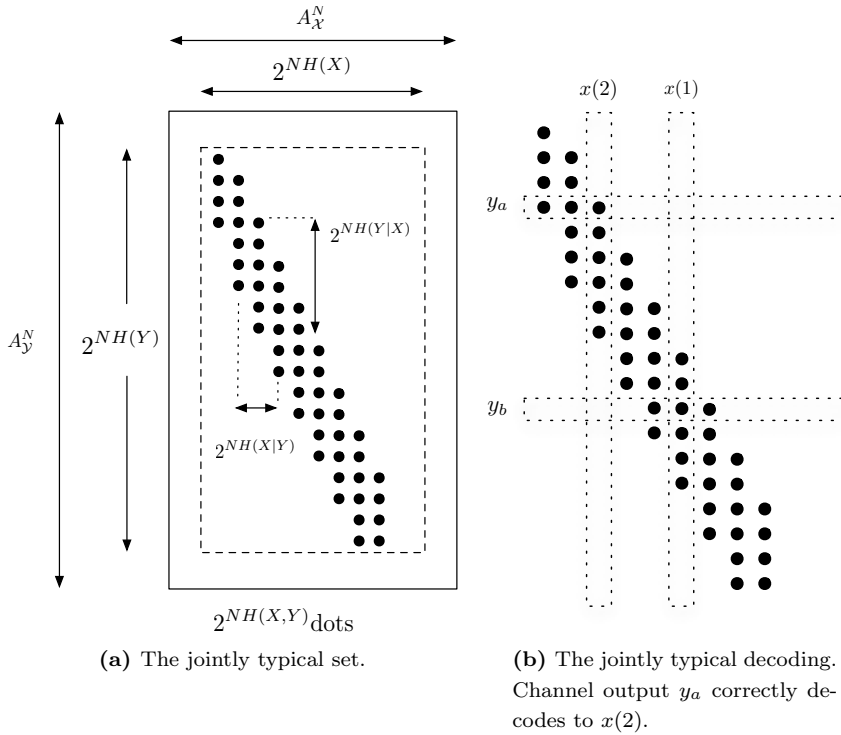 A_𝒳^N
2^{NH(X)}
x(2) x(1)
y_a
2^{NH(Y|X)}
A_𝒴^N
2^{NH(Y)}
y_b
2^{NH(X|Y)}
2^{NH(X,Y)} dots
(a) The jointly typical set.
(b) The jointly typical decoding.
Channel output y_a correctly de-
codes to x(2).